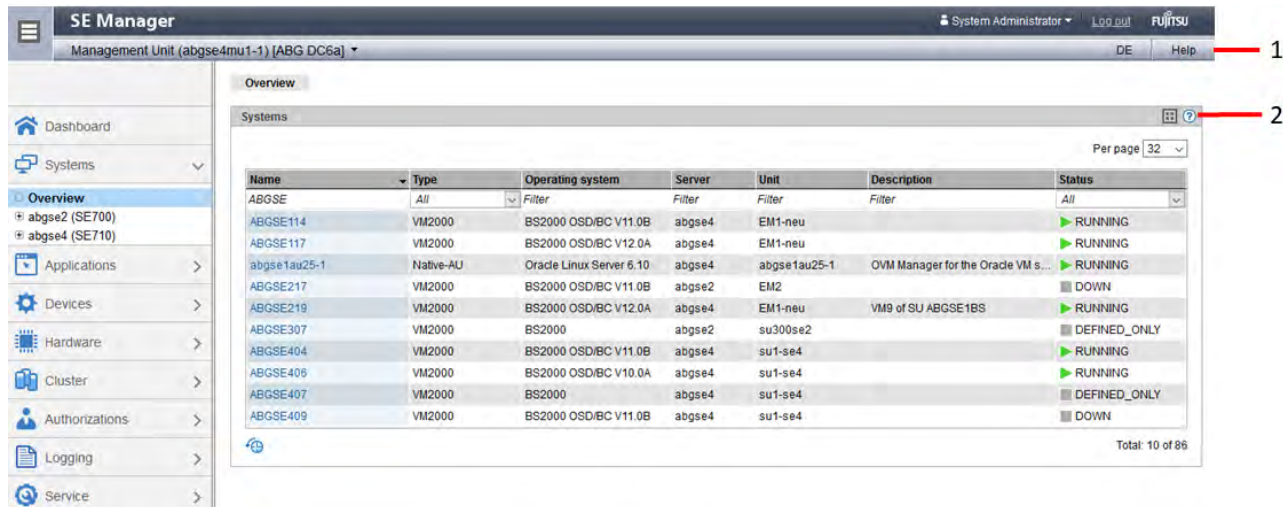 SE Manager System Administrator Log out FUJITSU
Management Unit (abgse4mu1-1) [ABG DC6a] DE Help 1
Overview
Systems 2
Dashboard
Per page 32
Systems
Name Type Operating system Server Unit Description Status
Overview
ABGSE All Filter Filter Filter Filter All
abgse2 (SE700)
ABGSE114 VM2000 BS2000 OSD/BC V11.0B abgse4 EM1-neu RUNNING
abgse4 (SE710)
ABGSE117 VM2000 BS2000 OSD/BC V12.0A abgse4 EM1-neu RUNNING
Applications
abgse1au25-1 Native-AU Oracle Linux Server 6.10 abgse4 abgse1au25-1 OVM Manager for the Oracle VM s... RUNNING
ABGSE217 VM2000 BS2000 OSD/BC V11.0B abgse2 EM2 DOWN
Devices
ABGSE219 VM2000 BS2000 OSD/BC V12.0A abgse4 EM1-neu VM9 of SU ABGSE1BS RUNNING
ABGSE307 VM2000 BS2000 abgse2 su300se2 DEFINED_ONLY
Hardware
ABGSE404 VM2000 BS2000 OSD/BC V11.0B abgse4 su1-se4 RUNNING
ABGSE406 VM2000 BS2000 OSD/BC V10.0A abgse4 su1-se4 RUNNING
Cluster
ABGSE407 VM2000 BS2000 abgse4 su1-se4 DEFINED_ONLY
ABGSE409 VM2000 BS2000 OSD/BC V11.0B abgse4 su1-se4 DOWN
Authorizations
Total: 10 of 86
Logging
Service